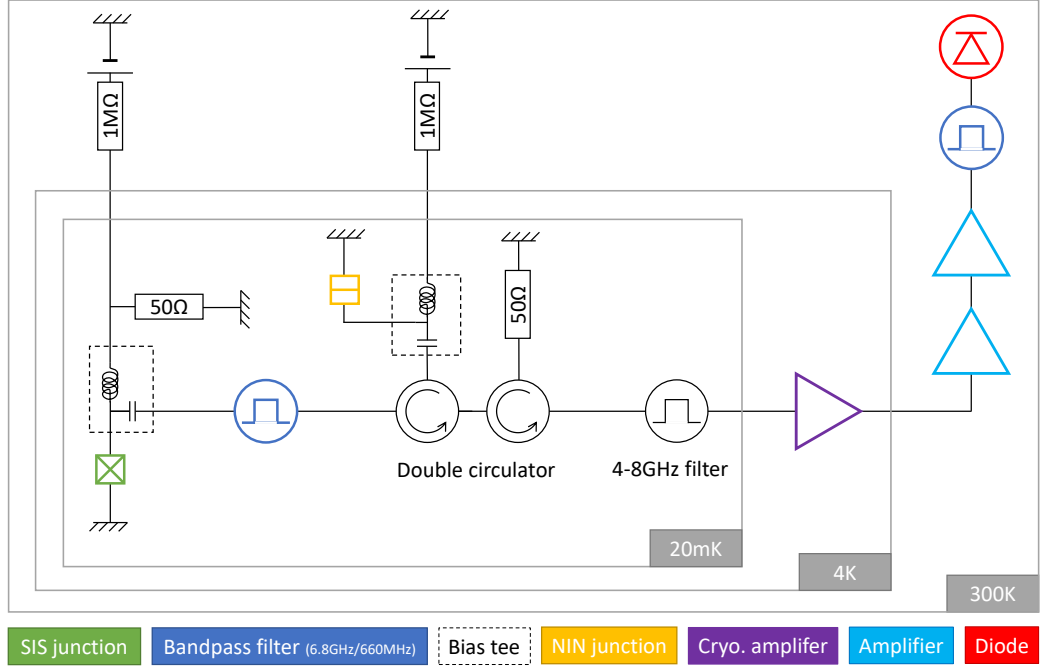 1MΩ
1MΩ
50Ω
50Ω
Double circulator
4-8GHz filter
20mK
4K
300K
SIS junction
Bandpass filter (6.8GHz/660MHz)
Bias tee
NIN junction
Cryo. amplifer
Amplifier
Diode